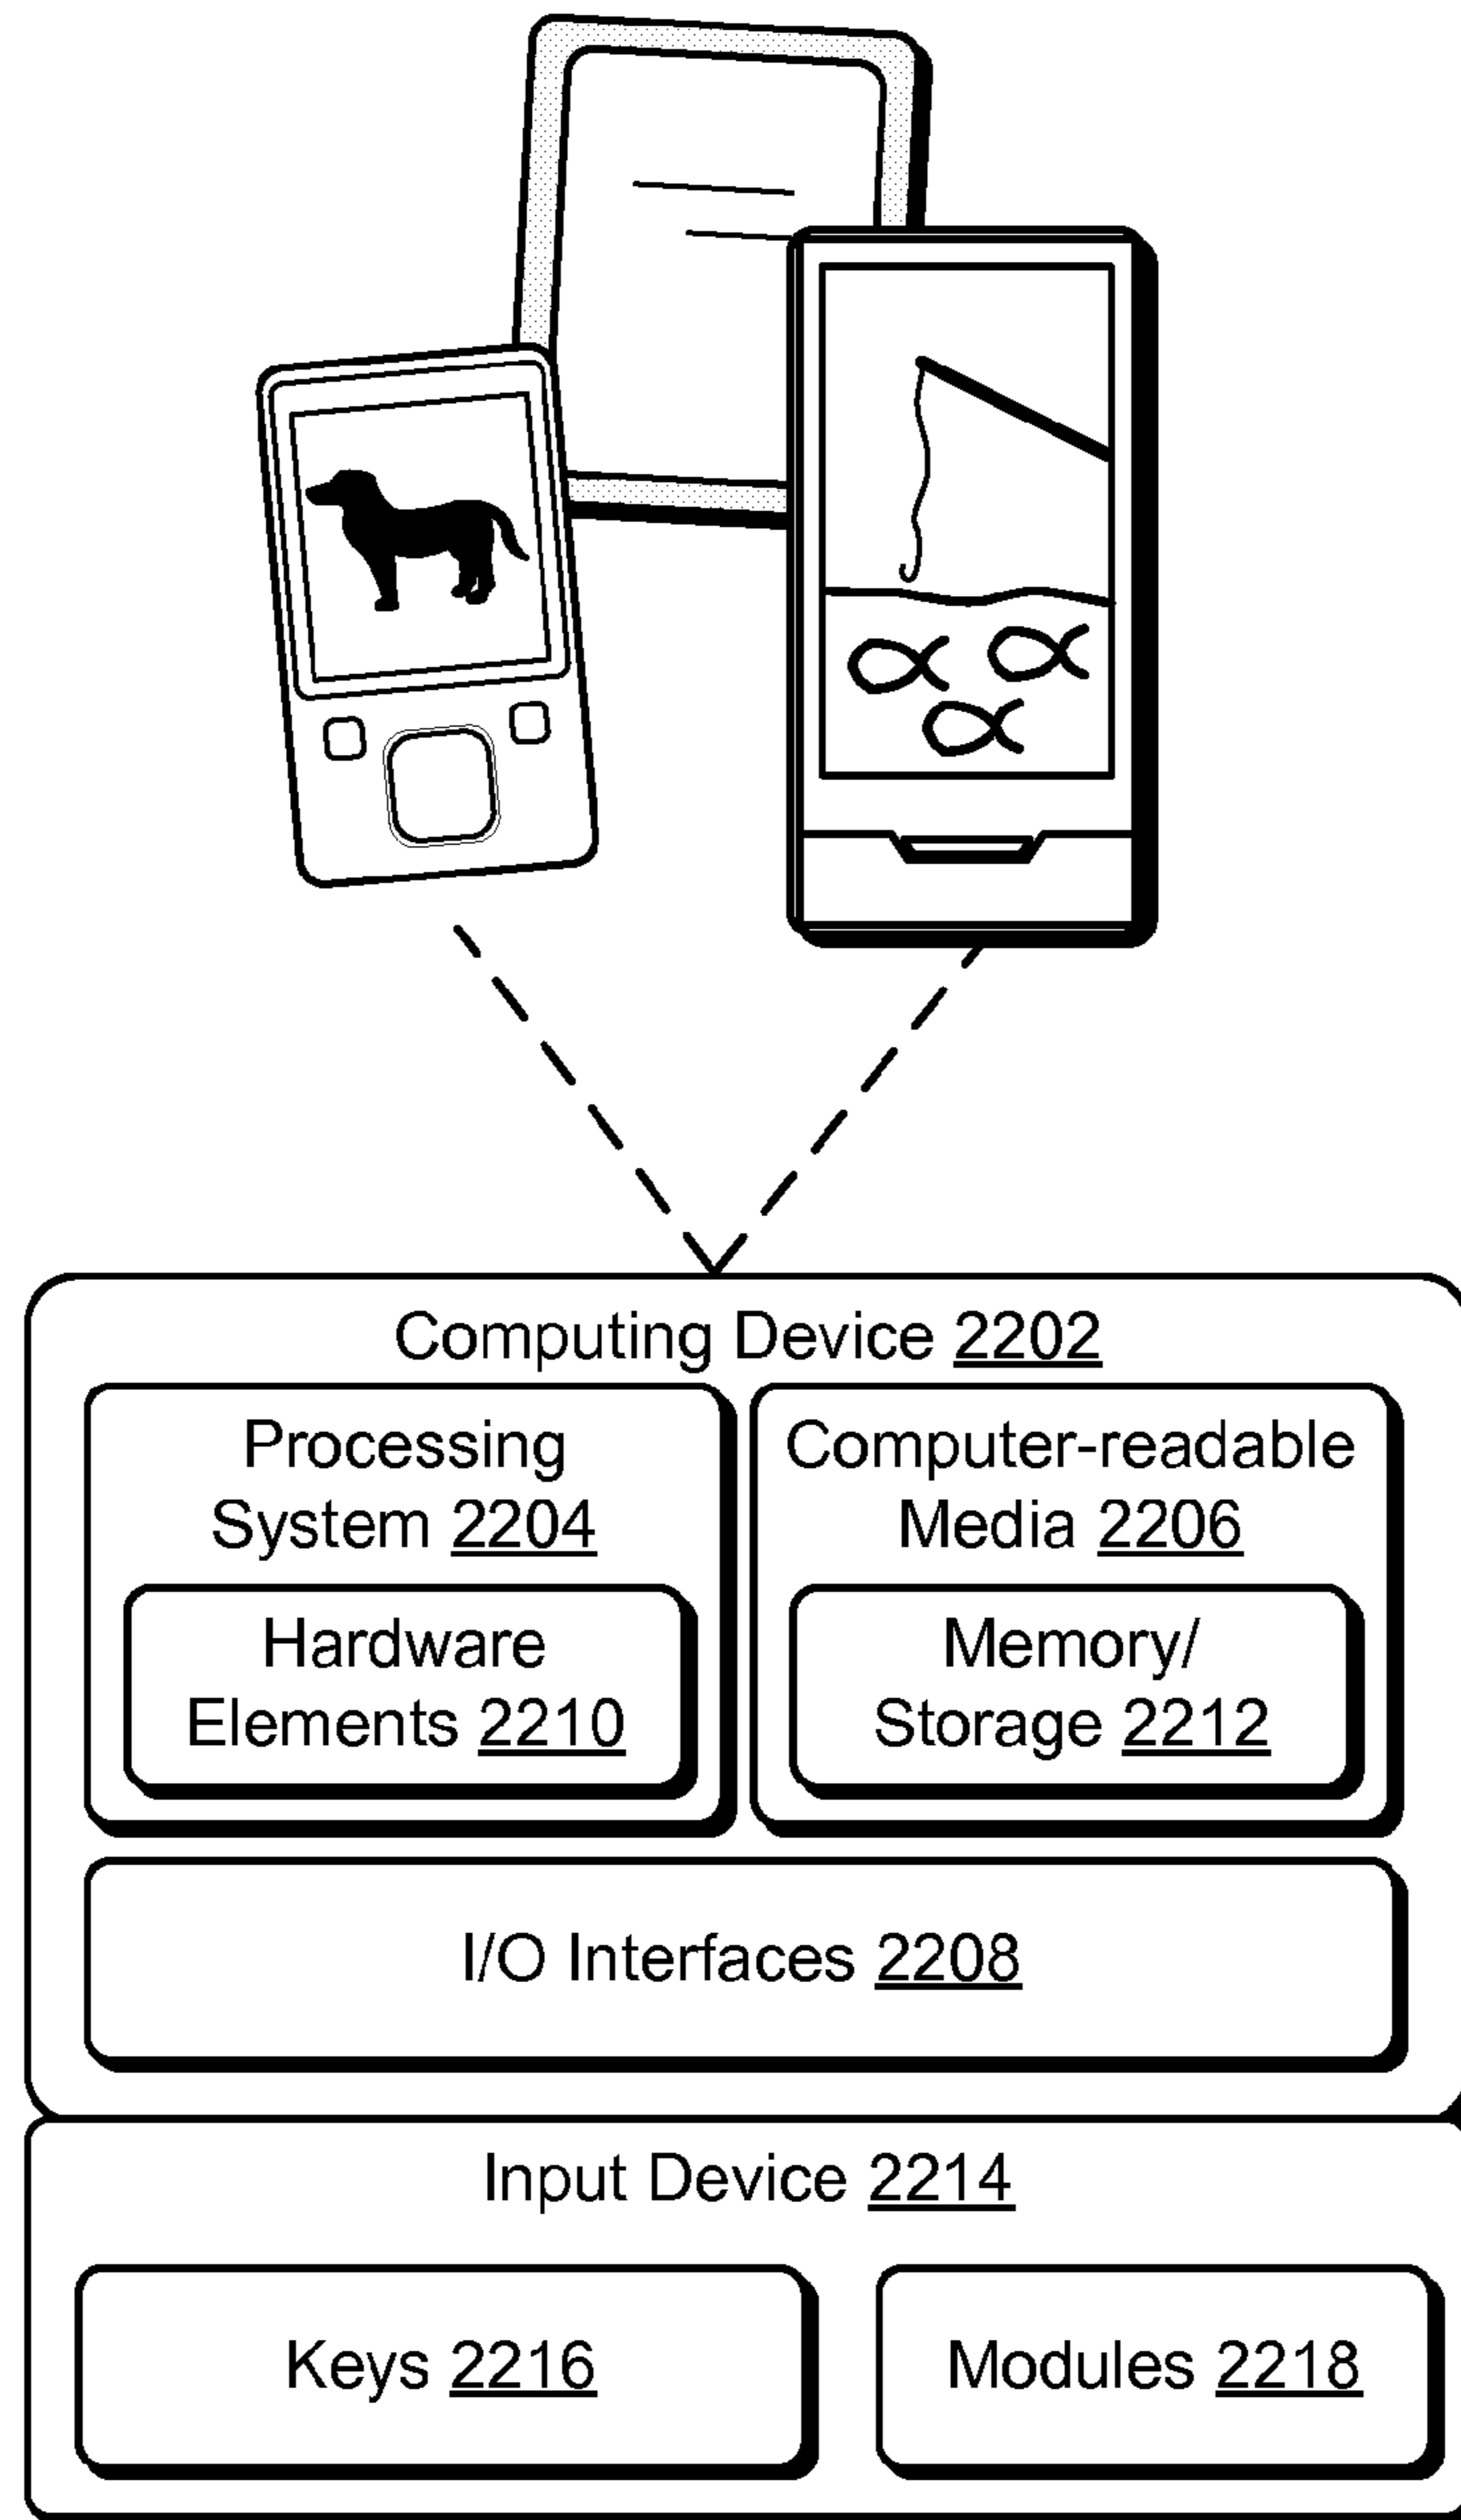 Computing Device 2202
Processing
System 2204
Hardware
Elements 2210
Computer-readable
Media 2206
Memory/
Storage 2212
I/O Interfaces 2208
Input Device 2214
Keys 2216
Modules 2218